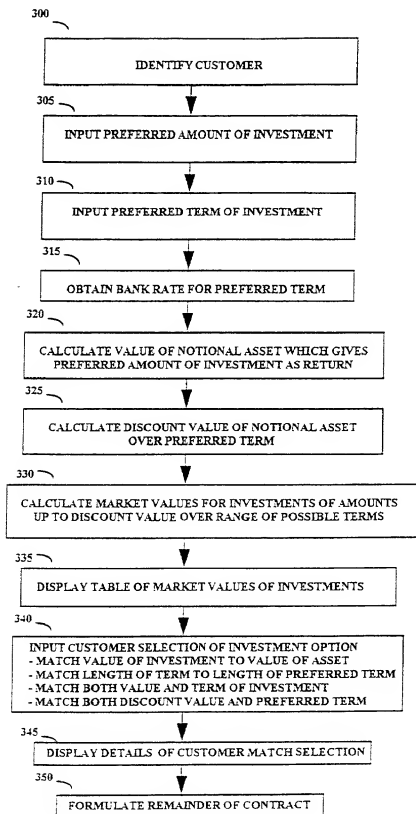 300
IDENTIFY CUSTOMER
305
INPUT PREFERRED AMOUNT OF INVESTMENT
310
INPUT PREFERRED TERM OF INVESTMENT
315
OBTAIN BANK RATE FOR PREFERRED TERM
320
CALCULATE VALUE OF NOTIONAL ASSET WHICH GIVES
PREFERRED AMOUNT OF INVESTMENT AS RETURN
325
CALCULATE DISCOUNT VALUE OF NOTIONAL ASSET
OVER PREFERRED TERM
330
CALCULATE MARKET VALUES FOR INVESTMENTS OF AMOUNTS
UP TO DISCOUNT VALUE OVER RANGE OF POSSIBLE TERMS
335
DISPLAY TABLE OF MARKET VALUES OF INVESTMENTS
340
INPUT CUSTOMER SELECTION OF INVESTMENT OPTION
- MATCH VALUE OF INVESTMENT TO VALUE OF ASSET
- MATCH LENGTH OF TERM TO LENGTH OF PREFERRED TERM
- MATCH BOTH VALUE AND TERM OF INVESTMENT
- MATCH BOTH DISCOUNT VALUE AND PREFERRED TERM
345
DISPLAY DETAILS OF CUSTOMER MATCH SELECTION
350
FORMULATE REMAINDER OF CONTRACT